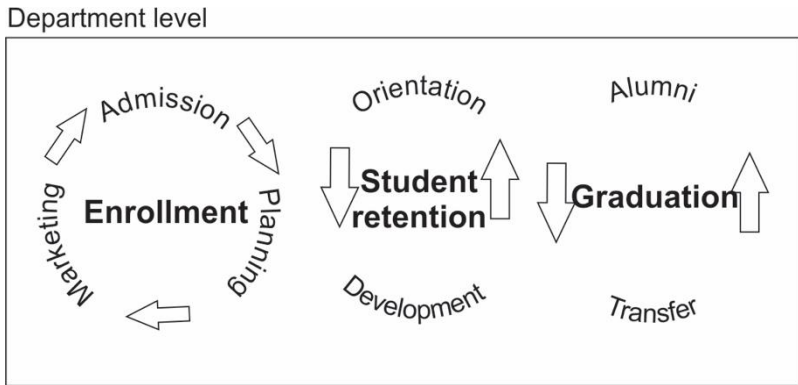 Department level
Admission
Marketing
Enrollment
Planning
Orientation
Student
retention
Development
Alumni
Graduation
Transfer